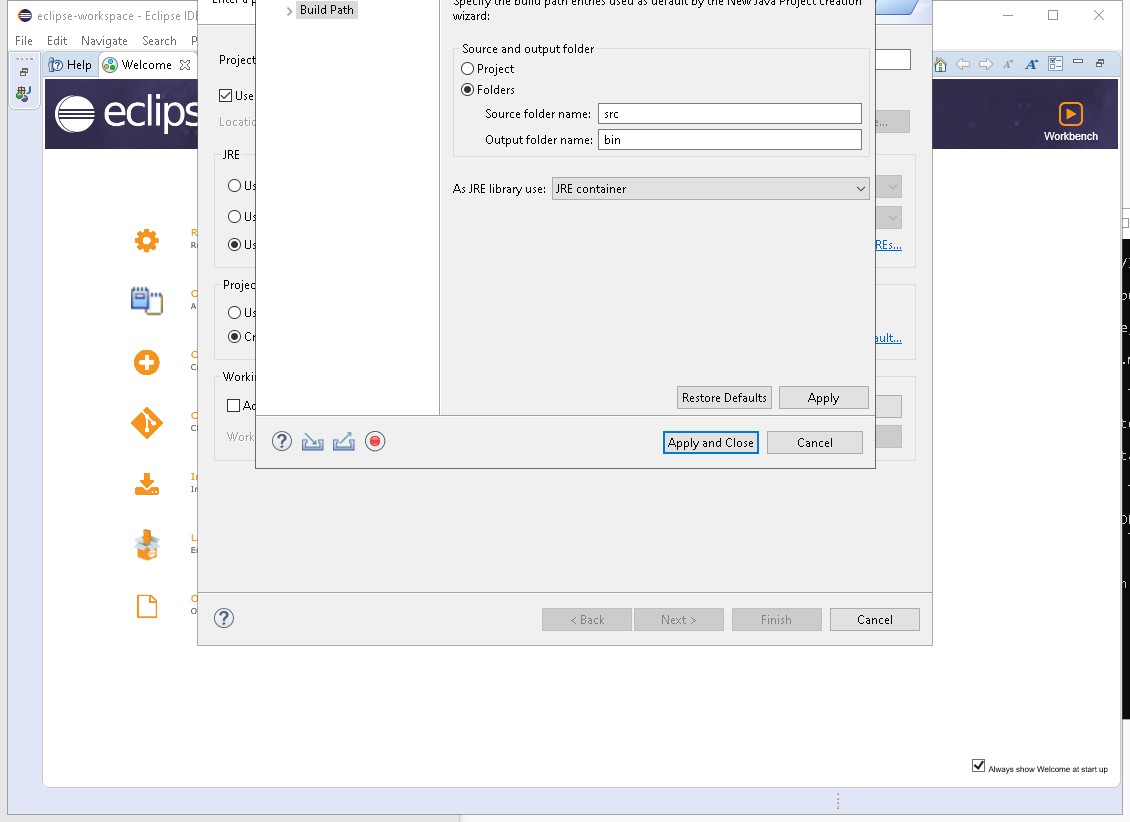 eclipse-workspace - Eclipse IDE
File Edit Navigate Search P
Help
Welcome
eclips
Workbench
Build Path
Specify the build path entries used as default by the New Java Project creation
wizard:
Source and output folder
Project
Folders
Source folder name: src
Output folder name: bin
As JRE library use: JRE container
Restore Defaults
Apply
Apply and Close
Cancel
Project
Use
Locatio
JRE
Us
Us
Us
REs...
Projec
Us
Cr
ault...
Workin
Ad
Work
< Back
Next >
Finish
Cancel
Always show Welcome at start up